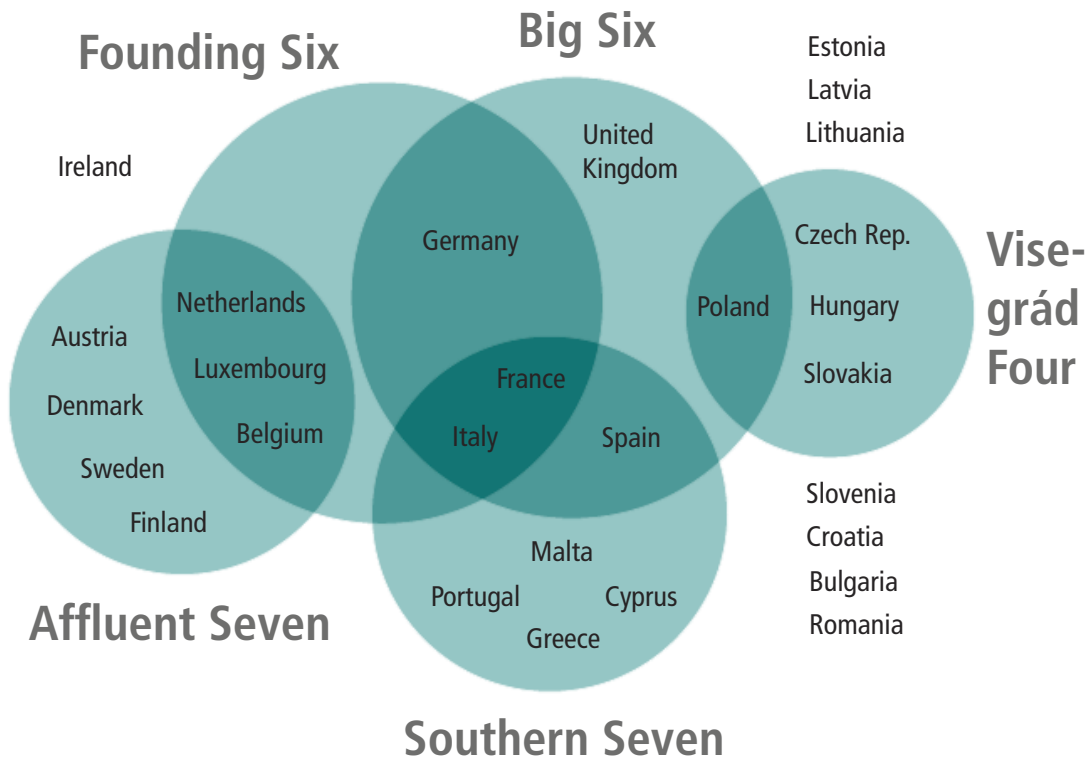 Founding Six
Big Six
Estonia
Latvia
Lithuania
Ireland
United
Kingdom
Germany
Czech Rep.
Vise-
grád
Four
Netherlands
Poland
Hungary
Austria
Luxembourg
France
Slovakia
Denmark
Belgium
Italy
Spain
Sweden
Finland
Slovenia
Croatia
Malta
Bulgaria
Portugal
Cyprus
Greece
Romania
Affluent Seven
Southern Seven